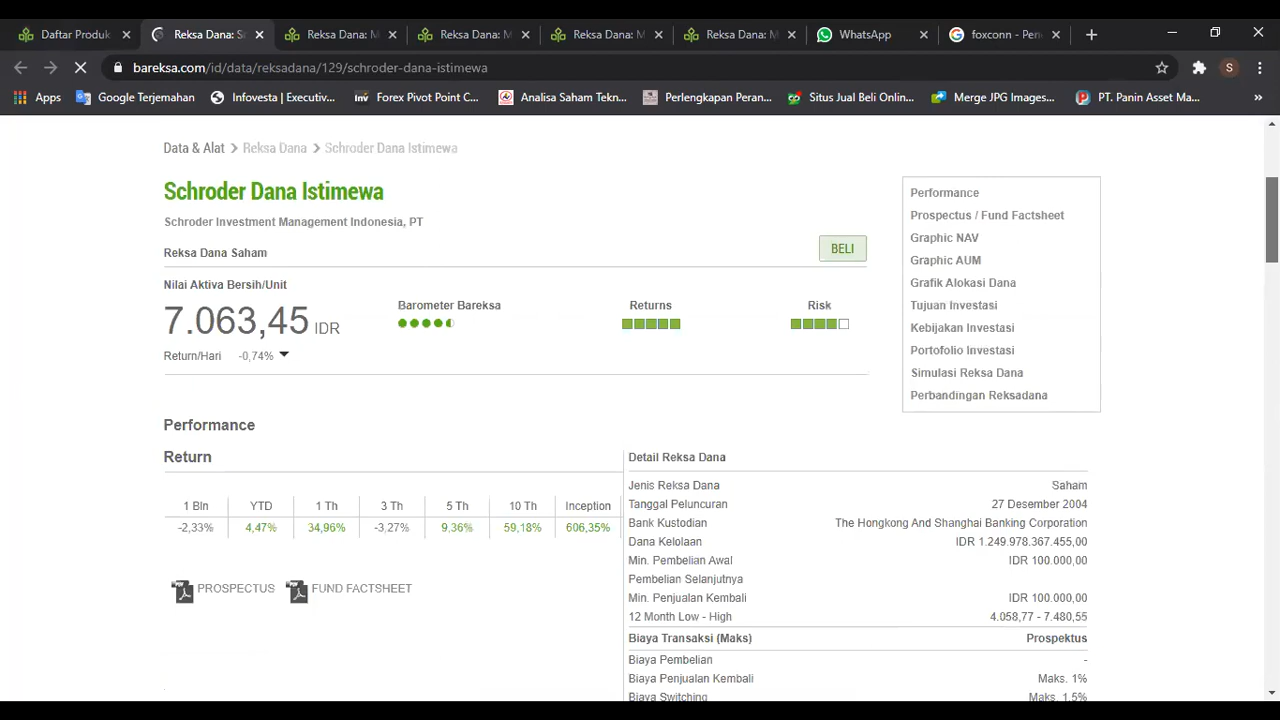 Daftar Produk
Reksa Dana: Sc
Reksa Dana: M
Reksa Dana: M
Reksa Dana: M
Reksa Dana: M
WhatsApp
foxconn - Pen
bareksa.com/id/data/reksadana/129/schroder-dana-istimewa
S
Apps
Google Terjemahan
Infovesta | Executiv...
inv
Forex Pivot Point C...
Analisa Saham Tekn...
Perlengkapan Peran...
Situs Jual Beli Onlin...
Merge JPG Images...
PT. Panin Asset Ma...
»
Data & Alat > Reksa Dana > Schroder Dana Istimewa
Schroder Dana Istimewa
Schroder Investment Management Indonesia, PT
Reksa Dana Saham
BELI
Nilai Aktiva Bersih/Unit
7.063,45 IDR
Return/Hari -0,74%
Barometer Bareksa
Returns
Risk
Performance
Prospectus / Fund Factsheet
Graphic NAV
Graphic AUM
Grafik Alokasi Dana
Tujuan Investasi
Kebijakan Investasi
Portofolio Investasi
Simulasi Reksa Dana
Perbandingan Reksadana
Performance
Return
1 Bln YTD 1 Th 3 Th 5 Th 10 Th Inception
-2,33% 4,47% 34,96% -3,27% 9,36% 59,18% 606,35%
PROSPECTUS
FUND FACTSHEET
Detail Reksa Dana
Jenis Reksa Dana Saham
Tanggal Peluncuran 27 Desember 2004
Bank Kustodian The Hongkong And Shanghai Banking Corporation
Dana Kelolaan IDR 1.249.978.367.455,00
Min. Pembelian Awal IDR 100.000,00
Pembelian Selanjutnya
Min. Penjualan Kembali IDR 100.000,00
12 Month Low - High 4.058,77 - 7.480,55
Biaya Transaksi (Maks) Prospektus
Biaya Pembelian -
Biaya Penjualan Kembali Maks. 1%
Biaya Switching Maks. 1.5%